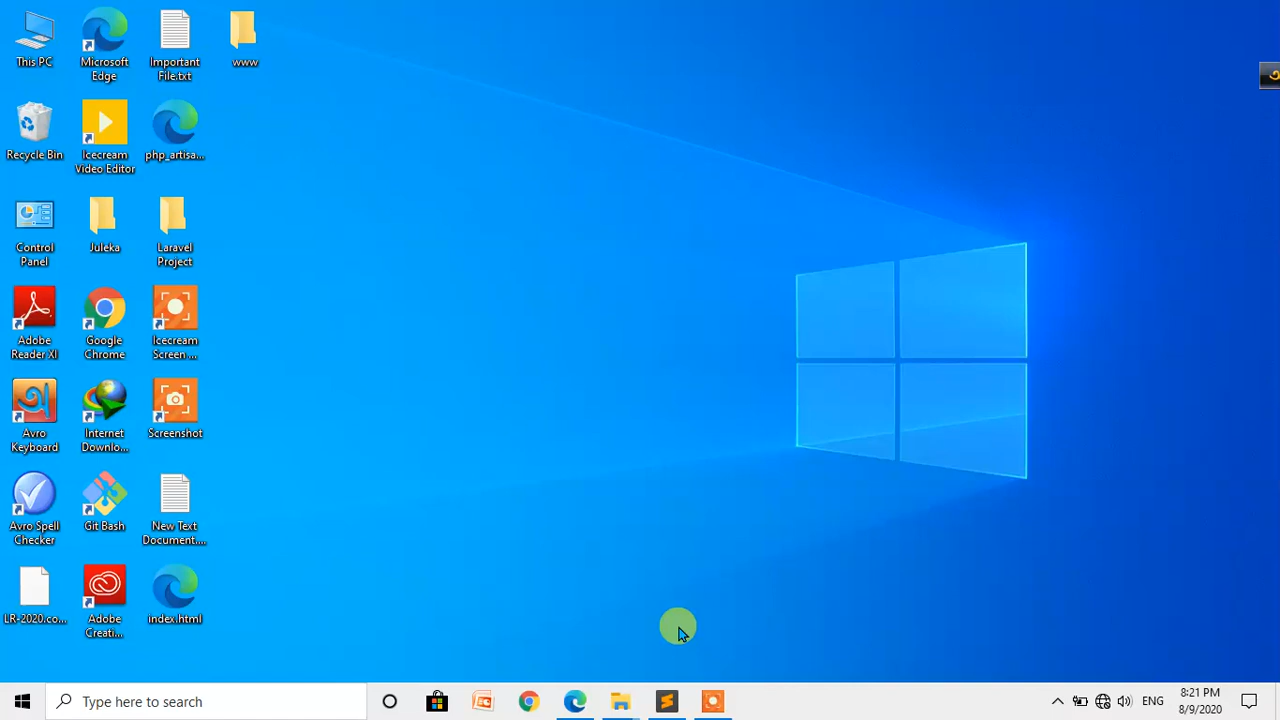 This PC
Microsoft
Edge
Important
File.txt
www
Recycle Bin
Icecream
Video Editor
php_artisa...
Control
Panel
Juleka
Laravel
Project
Adobe
Reader XI
Google
Chrome
Icecream
Screen ...
Avro
Keyboard
Internet
Downlo...
Screenshot
Avro Spell
Checker
Git Bash
New Text
Document....
LR-2020.co...
Adobe
Creati...
index.html
Type here to search
ENG
8:21 PM
8/9/2020